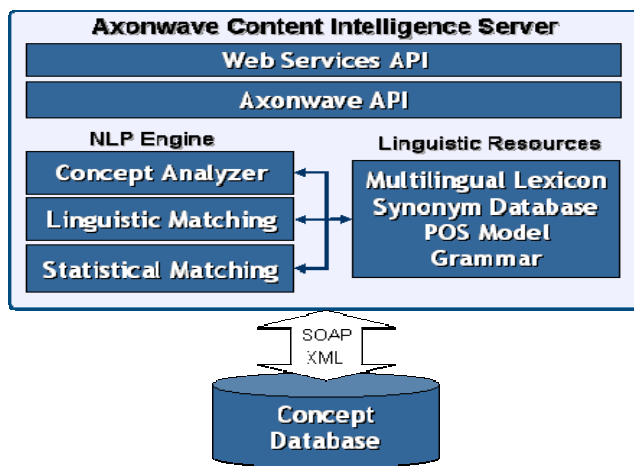 Axonwave Content Intelligence Server
Web Services API
Axonwave API
NLP Engine
Concept Analyzer
Linguistic Matching
Statistical Matching
Linguistic Resources
Multilingual Lexicon
Synonym Database
POS Model
Grammar
SOAP
XML
Concept
Database